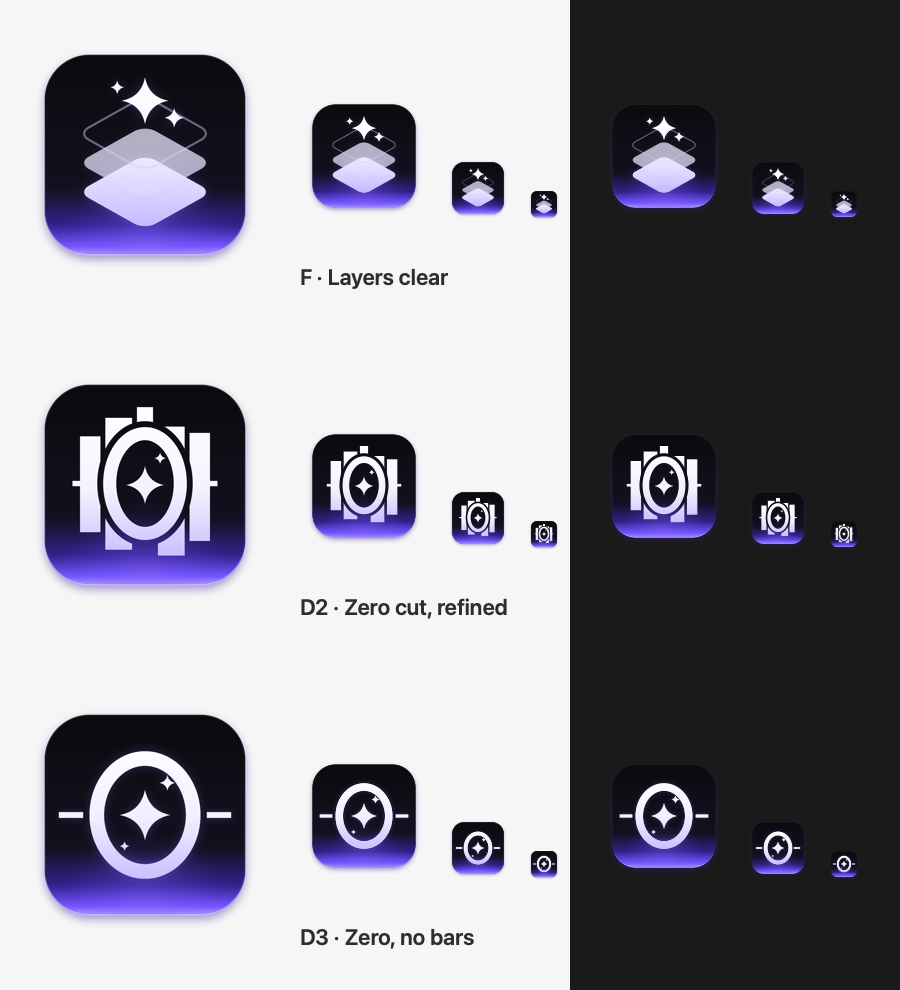 F · Layers clear
D2 · Zero cut, refined
D3 · Zero, no bars